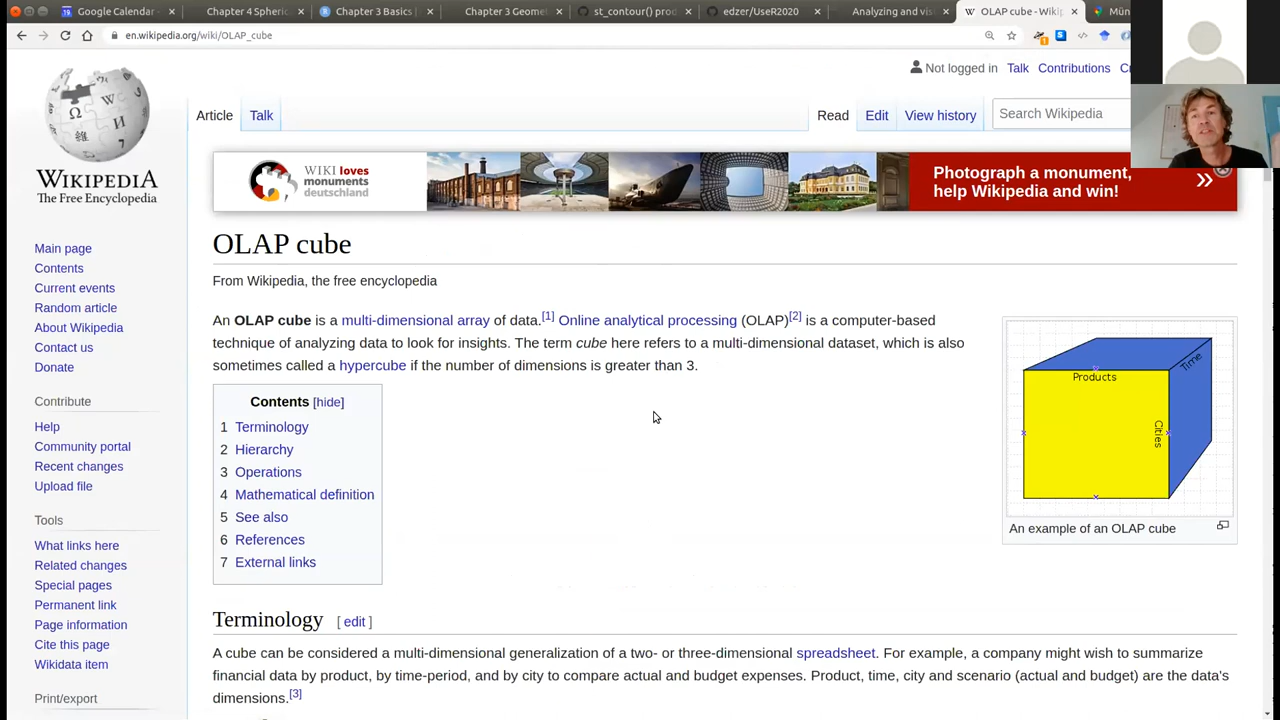 Google Calendar
Chapter 4 Spheric
Chapter 3 Basics |
Chapter 3 Geomet
st_contour() prod
edzer/UseR2020
Analyzing and vis
W OLAP cube - Wikip
Mün
en.wikipedia.org/wiki/OLAP_cube
Not logged in Talk Contributions
Article Talk Read Edit View history Search Wikipedia
WIKI loves
monuments
deutschland
Photograph a monument,
help Wikipedia and win!
WIKIPEDIA
The Free Encyclopedia
Main page
Contents
Current events
Random article
About Wikipedia
Contact us
Donate
Contribute
Help
Community portal
Recent changes
Upload file
Tools
What links here
Related changes
Special pages
Permanent link
Page information
Cite this page
Wikidata item
Print/export
OLAP cube
From Wikipedia, the free encyclopedia
An OLAP cube is a multi-dimensional array of data.[1] Online analytical processing (OLAP)[2] is a computer-based
technique of analyzing data to look for insights. The term cube here refers to a multi-dimensional dataset, which is also
sometimes called a hypercube if the number of dimensions is greater than 3.
Contents [hide]
1 Terminology
2 Hierarchy
3 Operations
4 Mathematical definition
5 See also
6 References
7 External links
Products
Time
Cities
An example of an OLAP cube
Terminology [ edit ]
A cube can be considered a multi-dimensional generalization of a two- or three-dimensional spreadsheet. For example, a company might wish to summarize
financial data by product, by time-period, and by city to compare actual and budget expenses. Product, time, city and scenario (actual and budget) are the data's
dimensions.[3]